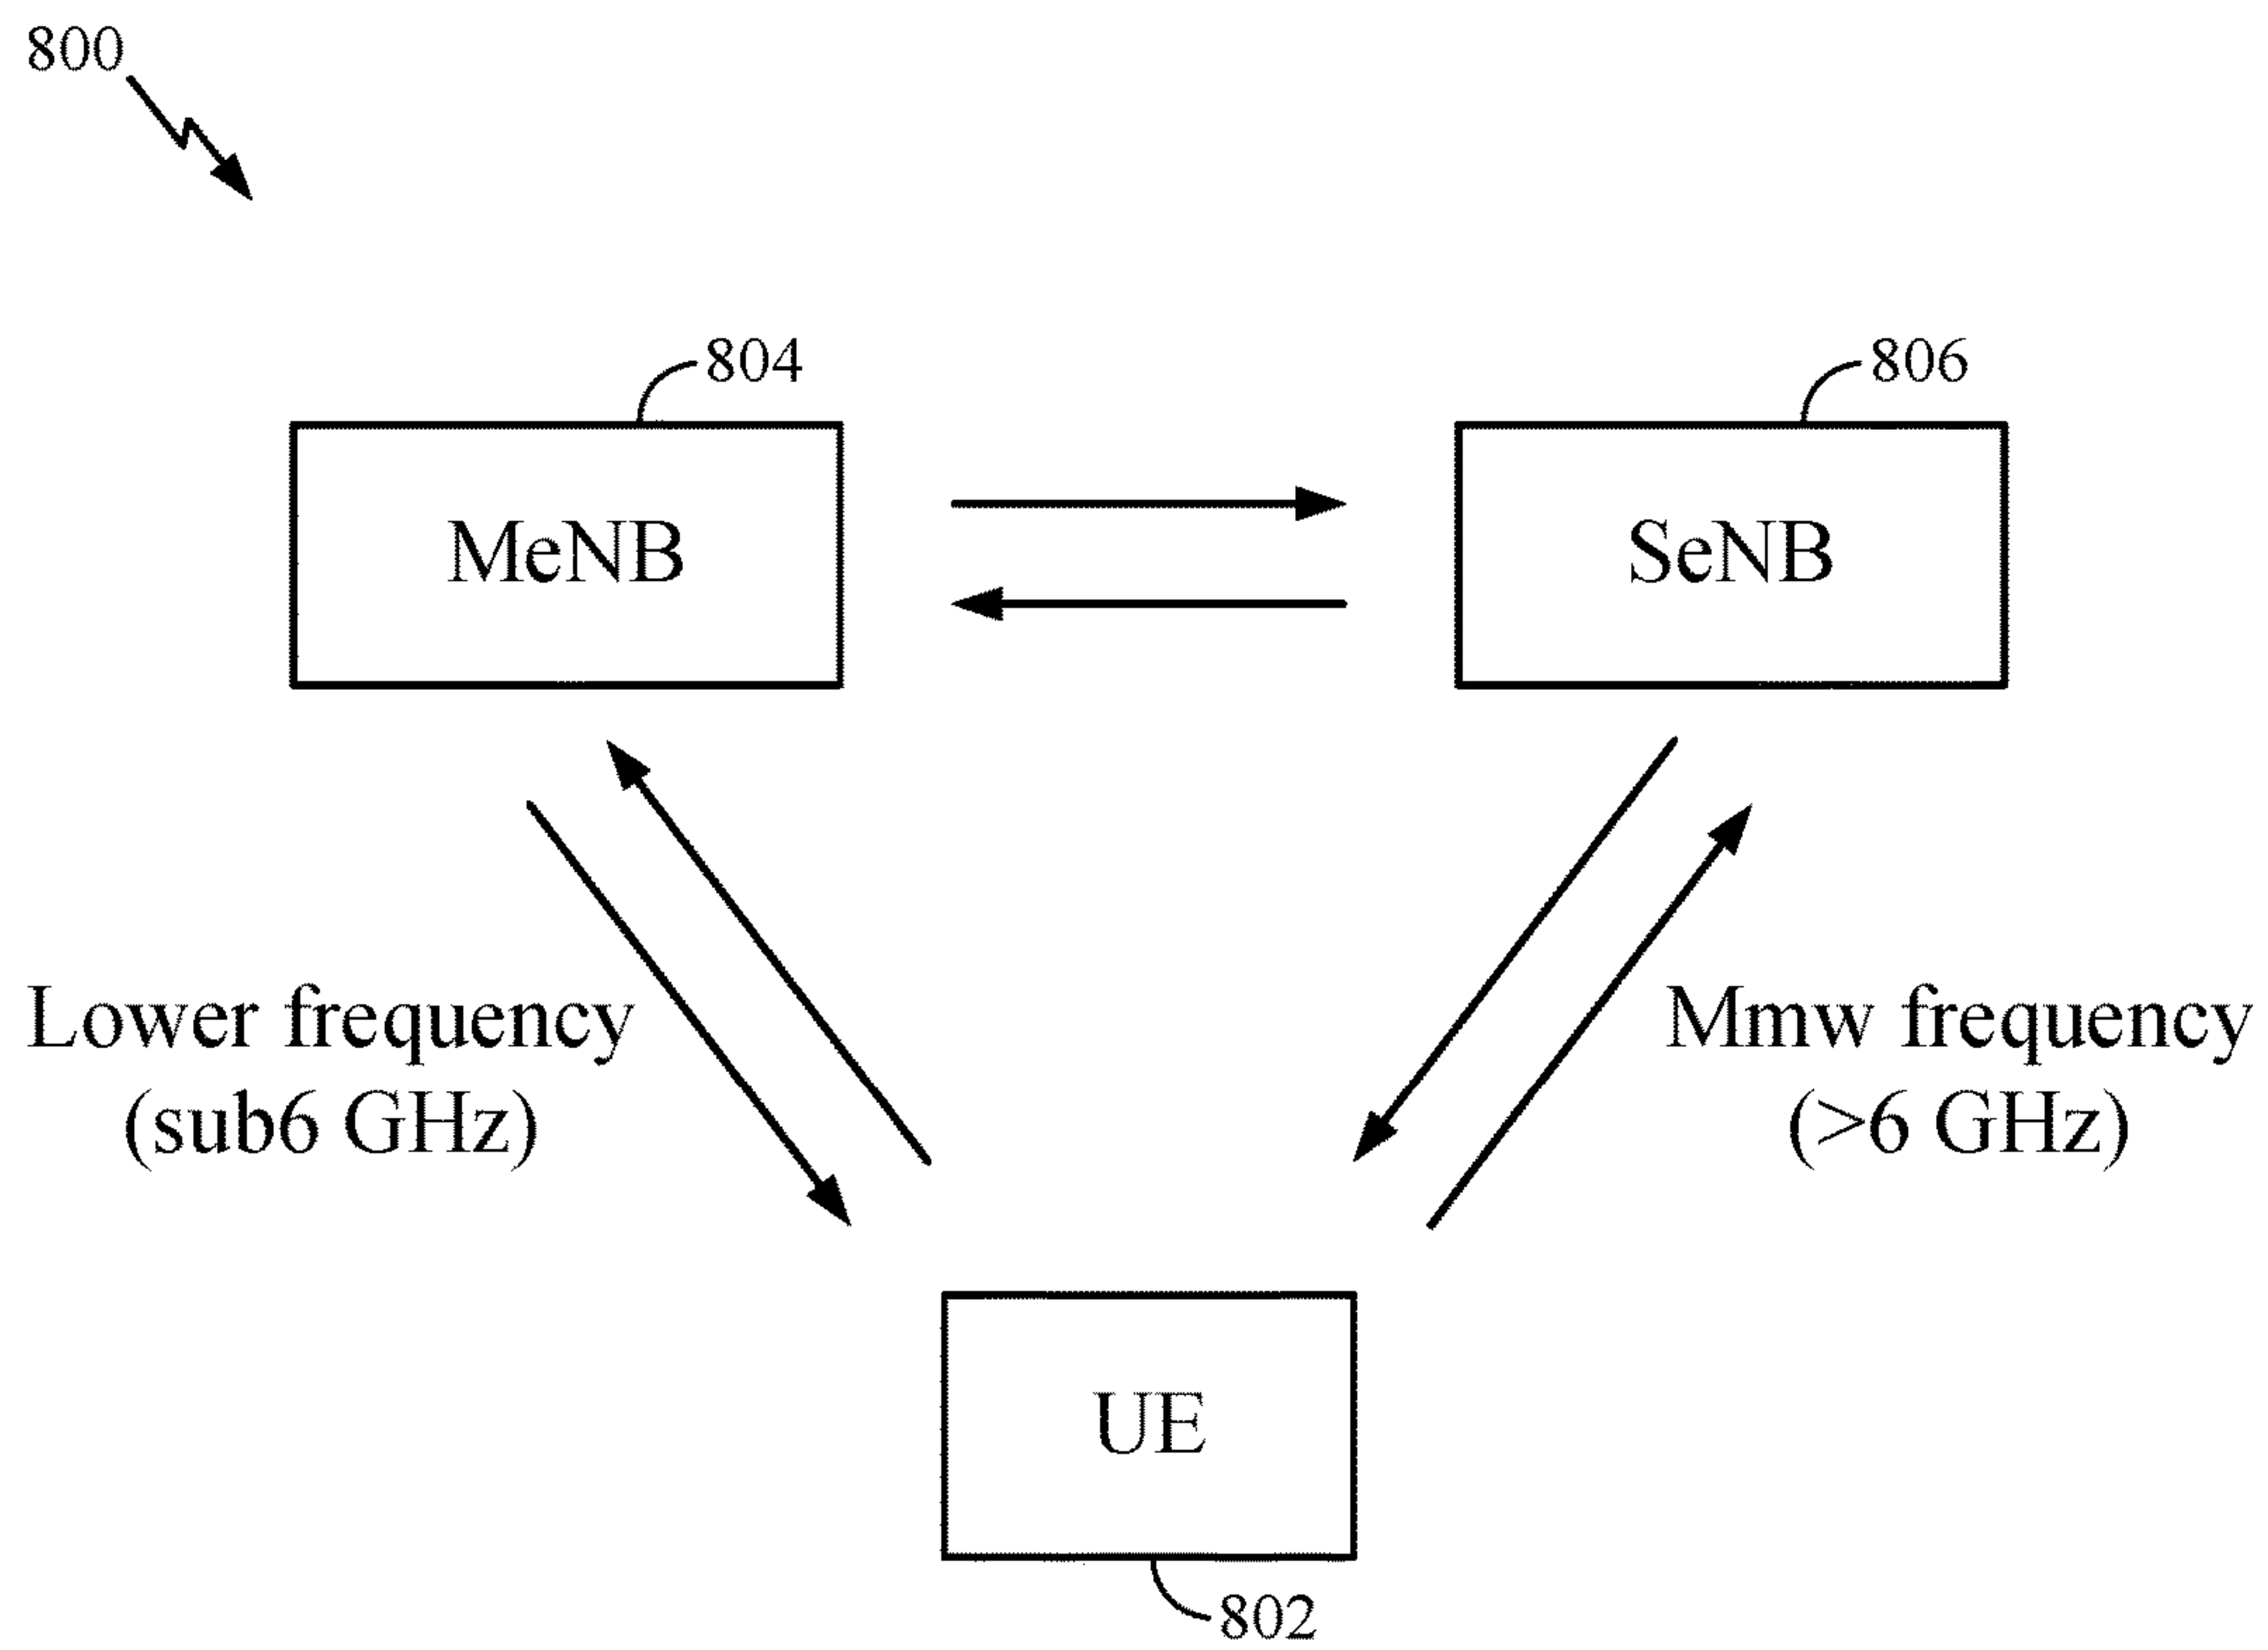 800
804
806
MeNB
SeNB
Lower frequency
(sub6 GHz)
Mmw frequency
(>6 GHz)
UE
802